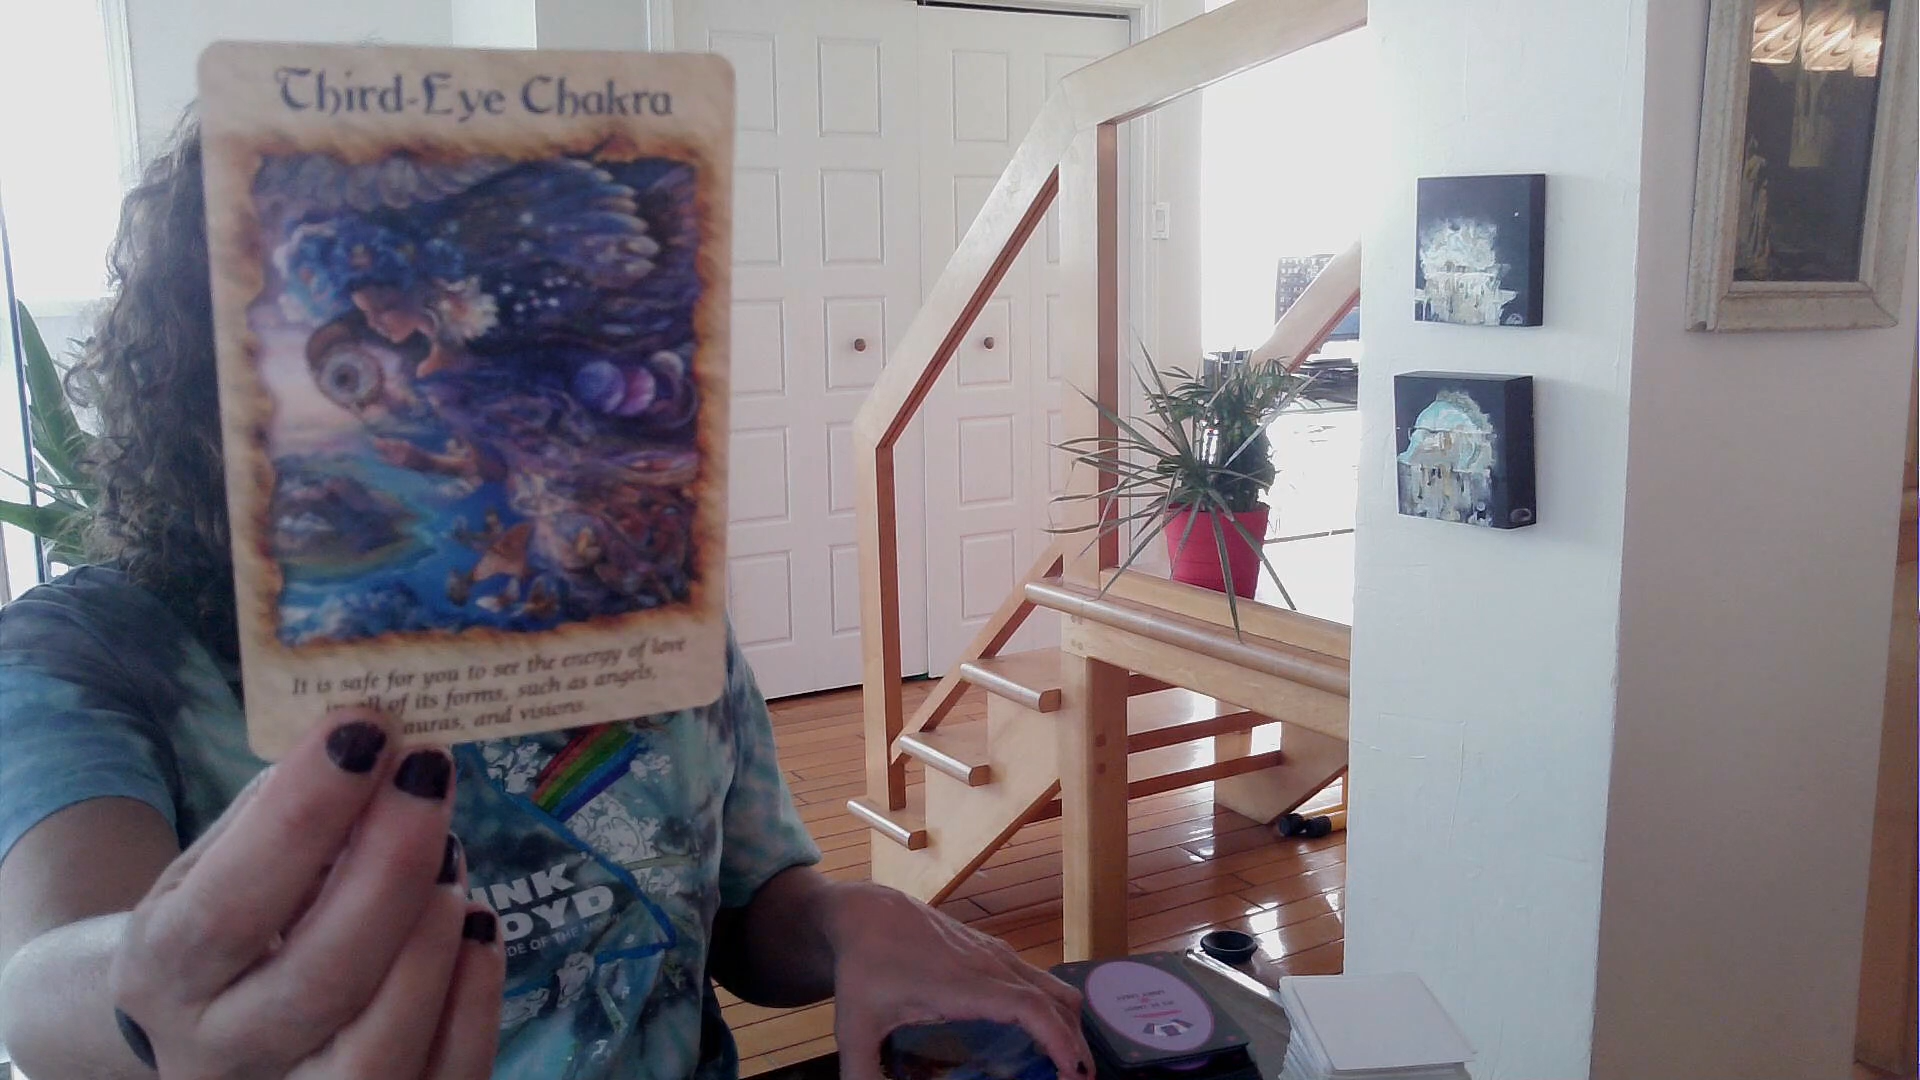 Third-Eye Chakra
It is safe for you to see the energy of love
in all of its forms, such as angels,
auras, and visions.
INK
OYD
DE OF THE M